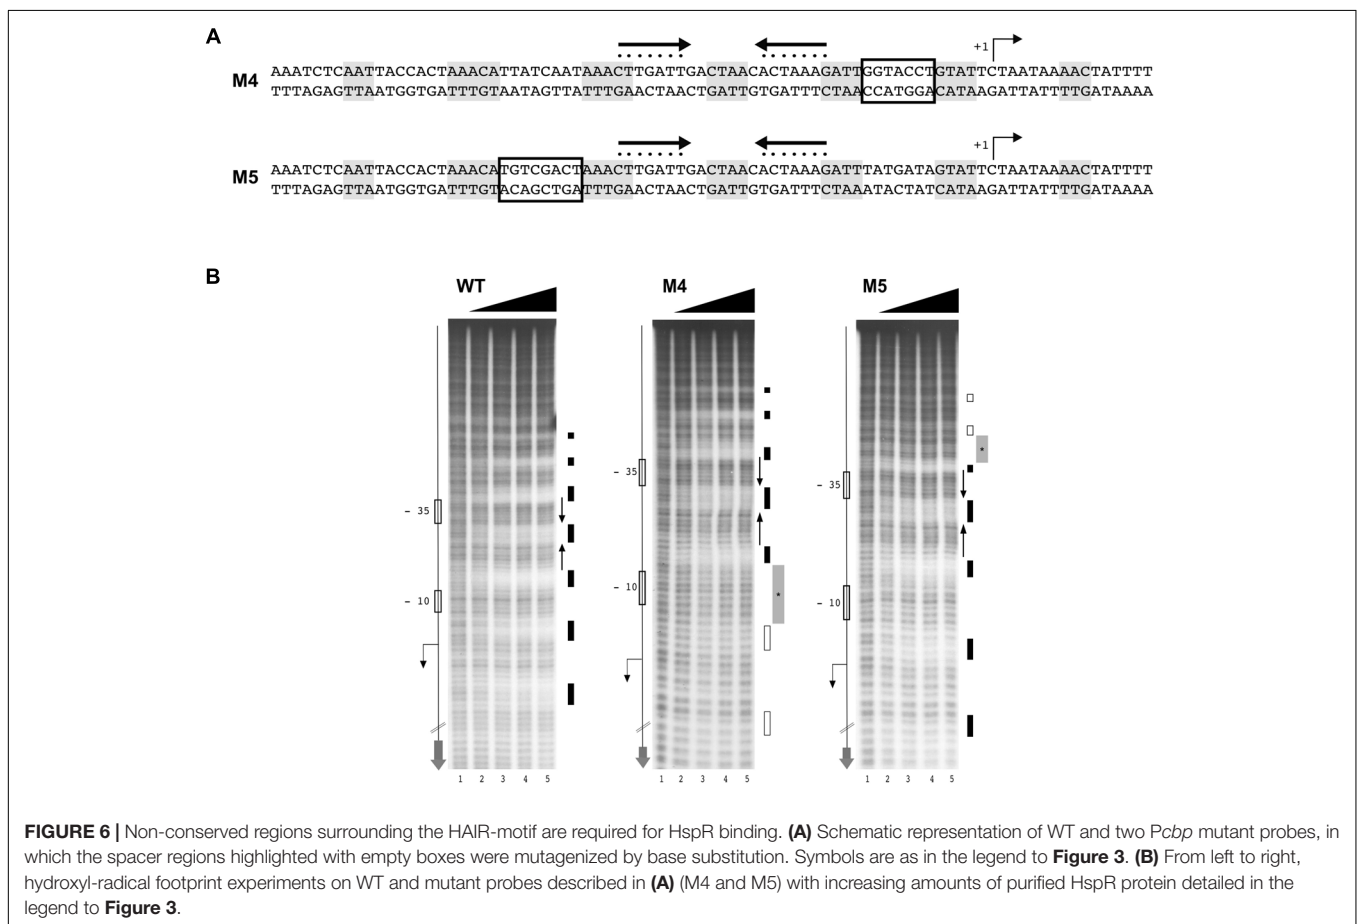 A
+1
M4
AAATCTCAATTACCACTAAACATTATCAATAAACTTGATTGACTAACACTAAAGATTGGTACCTGTATTCTAATAAAACTATTTT
TTTAGAGTTAATGGTGATTTGTAATAGTTATTTGAACTAACTGATTGTGATTTCTAACCATGGACATAAGATTATTTTGATAAAA
+1
M5
AAATCTCAATTACCACTAAACATGTCGACTAAACTTGATTGACTAACACTAAAGATTTATGATAGTATTCTAATAAAACTATTTT
TTTAGAGTTAATGGTGATTTGTACAGCTGATTTGAACTAACTGATTGTGATTTCTAAATACTATCATAAGATTATTTTGATAAAA
B
WT M4 M5
- 35 - 35 - 35
* *
- 10 - 10 - 10
1 2 3 4 5 1 2 3 4 5 1 2 3 4 5
FIGURE 6 | Non-conserved regions surrounding the HAIR-motif are required for HspR binding. (A) Schematic representation of WT and two Pcbp mutant probes, in
which the spacer regions highlighted with empty boxes were mutagenized by base substitution. Symbols are as in the legend to Figure 3. (B) From left to right,
hydroxyl-radical footprint experiments on WT and mutant probes described in (A) (M4 and M5) with increasing amounts of purified HspR protein detailed in the
legend to Figure 3.